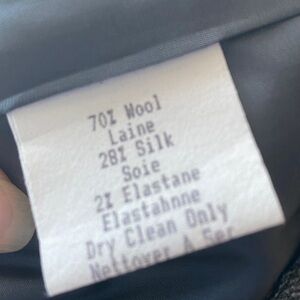 70% Wool
Laine
28% Silk
Soie
2% Elastane
Elastahnne
Dry Clean Only
Nettoyer A Sec